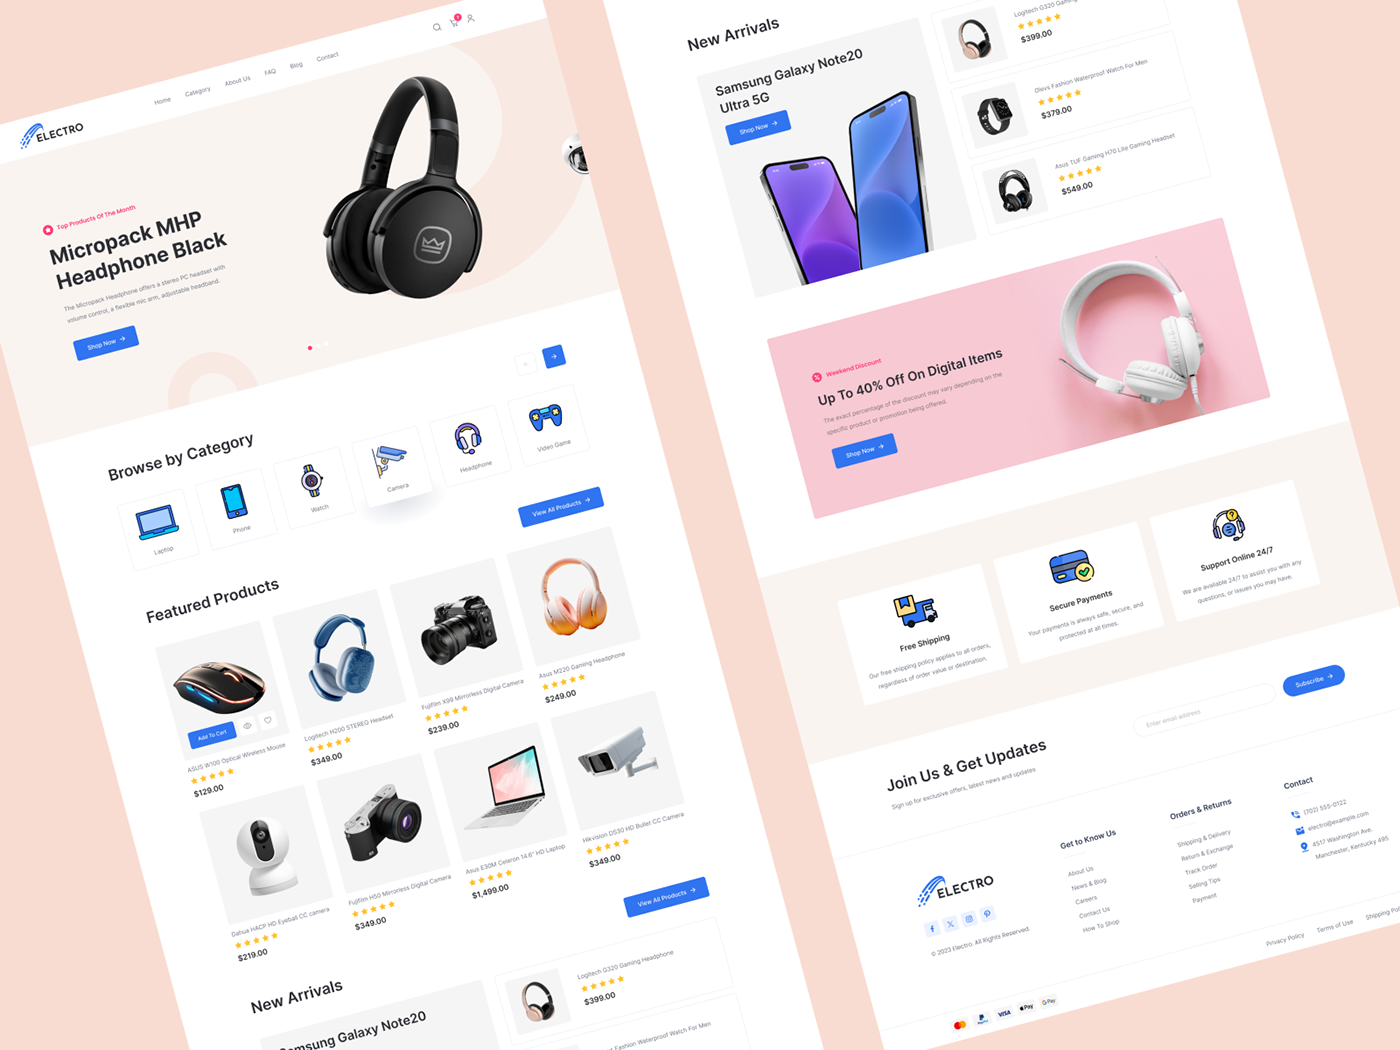 Home
Category
About Us
FAQ
Blog
Contact
ELECTRO
Top Products Of The Month
Micropack MHP
Headphone Black
The Micropack Headphone offers a stereo PC headset with
volume control, a flexible mic arm, adjustable headband.
Shop Now
Browse by Category
Laptop
Phone
Watch
Camera
Headphone
Video Game
View All Products
Featured Products
Add To Cart
ASUS W100 Optical Wireless Mouse
$129.00
Logitech H200 STEREO Headset
$349.00
Fujifilm X99 Mirrorless Digital Camera
$239.00
Asus M220 Gaming Headphone
$249.00
Dahua HACP HD Eyeball CC camera
$219.00
Fujifilm H50 Mirrorless Digital Camera
$349.00
Asus E30M Celeron 14.6" HD Laptop
$1,499.00
Hikvision DS30 HD Bullet CC Camera
$349.00
View All Products
New Arrivals
Samsung Galaxy Note20
Logitech G320 Gaming Headphone
$399.00
Fashion Waterproof Watch For Men
New Arrivals
Samsung Galaxy Note20
Ultra 5G
Shop Now
Logitech G320 Gaming
$399.00
Fashion Waterproof Watch For Men
$379.00
Asus TUF Gaming H70 Lite Gaming Headset
$549.00
Weekend Discount
Up To 40% Off On Digital Items
The exact percentage of the discount may vary depending on the
specific product or promotion being offered.
Shop Now
Free Shipping
Our free shipping policy applies to all orders,
regardless of order value or destination.
Secure Payments
Your payments is always safe, secure, and
protected at all times.
Support Online 24/7
We are available 24/7 to assist you with any
questions, or issues you may have.
Join Us & Get Updates
Sign up for exclusive offers, latest news and updates
Enter email address
Subscribe
ELECTRO
© 2023 Electro. All Rights Reserved.
Get to Know Us
About Us
News & Blog
Careers
Contact Us
How To Shop
Orders & Returns
Shipping & Delivery
Return & Exchange
Track Order
Selling Tips
Payment
Contact
(702) 555-0122
electro@example.com
4517 Washington Ave.
Manchester, Kentucky 495
Privacy Policy
Terms of Use
Shipping
PayPal
VISA
Pay
G Pay